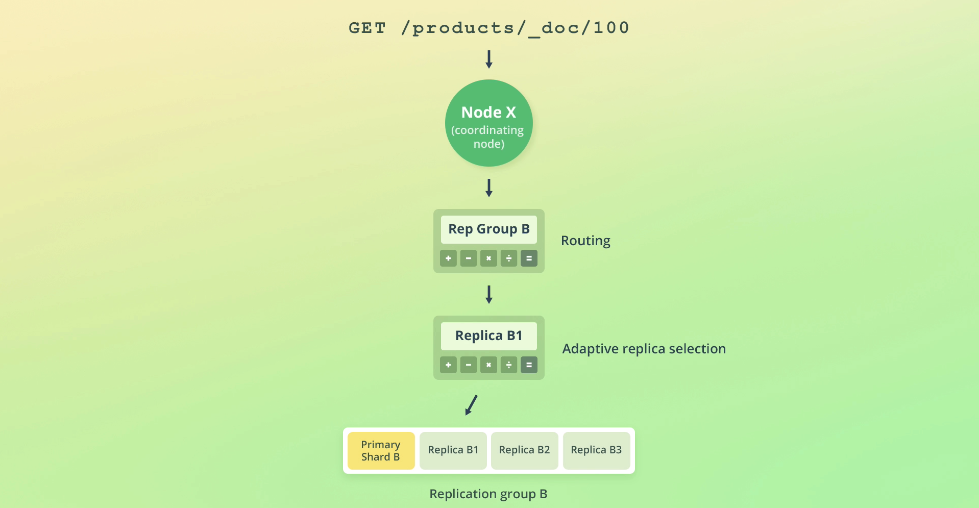 GET /products/_doc/100
Node X
(coordinating
node)
Rep Group B
+ - × ÷ =
Routing
Replica B1
+ - × ÷ =
Adaptive replica selection
Primary
Shard B
Replica B1
Replica B2
Replica B3
Replication group B